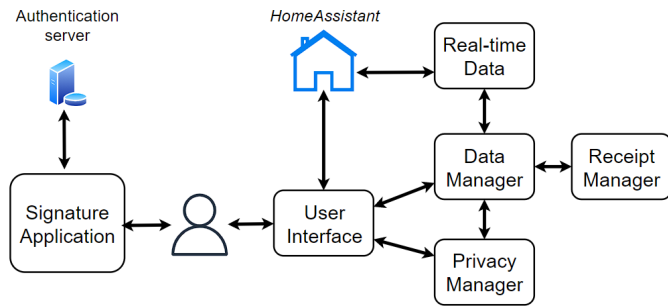 Authentication
server
HomeAssistant
Real-time
Data
Data
Manager
Receipt
Manager
Signature
Application
User
Interface
Privacy
Manager